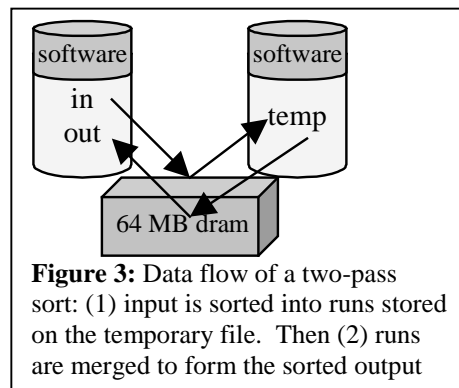 software
software
in
out
temp
64 MB dram
Figure 3: Data flow of a two-pass
sort: (1) input is sorted into runs stored
on the temporary file.  Then (2) runs
are merged to form the sorted output